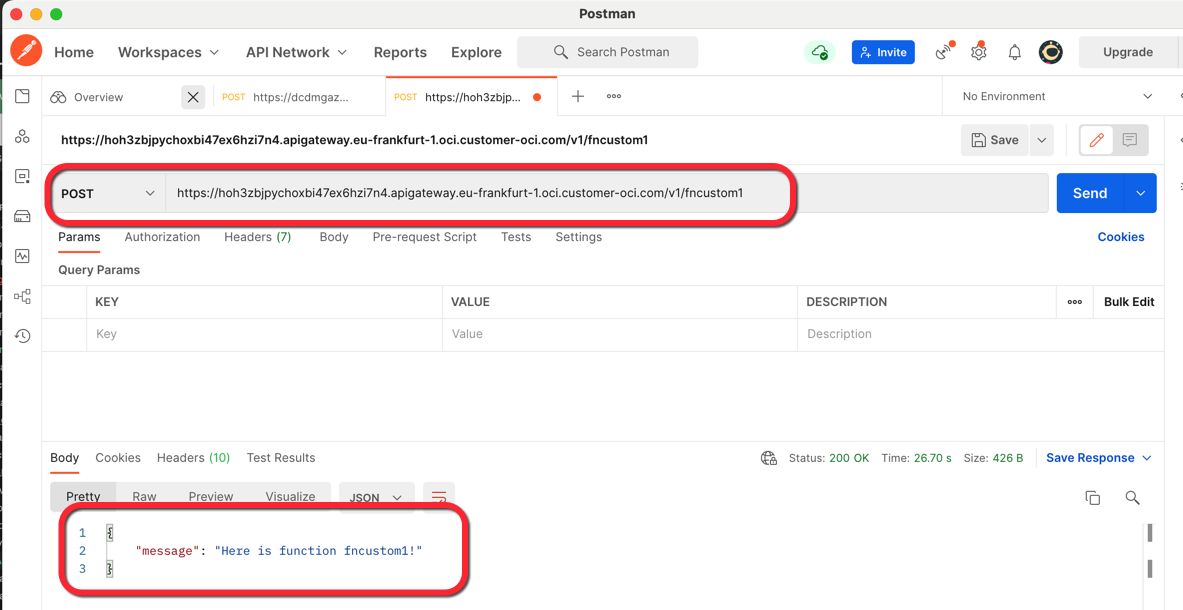 Postman
Home Workspaces API Network Reports Explore Search Postman Invite Upgrade
Overview POST https://dcdmgaz... POST https://hoh3zbjp... No Environment
https://hoh3zbjpychoxbi47ex6hzi7n4.apigateway.eu-frankfurt-1.oci.customer-oci.com/v1/fncustom1 Save
POST https://hoh3zbjpychoxbi47ex6hzi7n4.apigateway.eu-frankfurt-1.oci.customer-oci.com/v1/fncustom1 Send
Params Authorization Headers (7) Body Pre-request Script Tests Settings Cookies
Query Params
KEY VALUE DESCRIPTION Bulk Edit
Key Value Description
Body Cookies Headers (10) Test Results Status: 200 OK Time: 26.70 s Size: 426 B Save Response
Pretty Raw Preview Visualize JSON
1 {
2 "message": "Here is function fncustom1!"
3 }